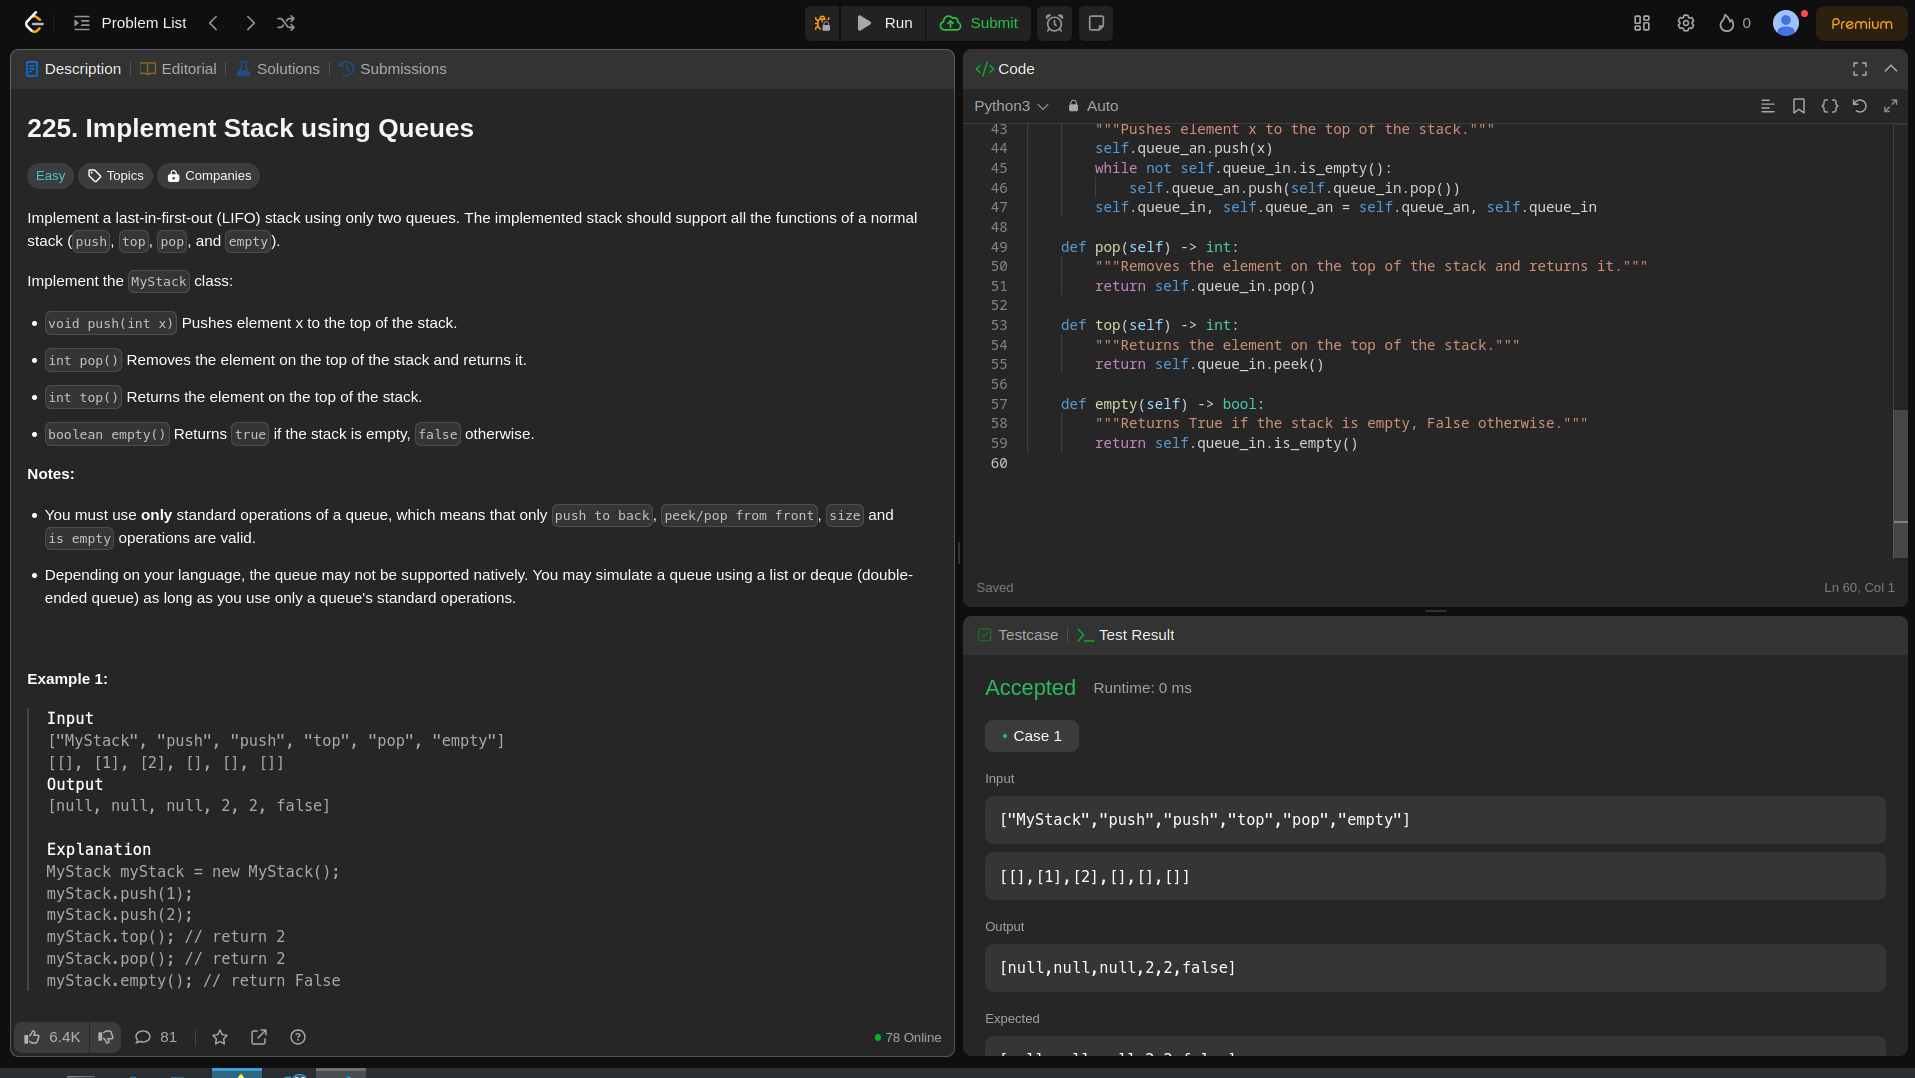 Problem List
Run
Submit
0
Premium
Description
Editorial
Solutions
Submissions
225. Implement Stack using Queues
Easy
Topics
Companies
Implement a last-in-first-out (LIFO) stack using only two queues. The implemented stack should support all the functions of a normal
stack (push, top, pop, and empty).
Implement the MyStack class:
• void push(int x) Pushes element x to the top of the stack.
• int pop() Removes the element on the top of the stack and returns it.
• int top() Returns the element on the top of the stack.
• boolean empty() Returns true if the stack is empty, false otherwise.
Notes:
• You must use only standard operations of a queue, which means that only push to back, peek/pop from front, size and
is empty operations are valid.
• Depending on your language, the queue may not be supported natively. You may simulate a queue using a list or deque (double-
ended queue) as long as you use only a queue's standard operations.
Example 1:
Input
["MyStack", "push", "push", "top", "pop", "empty"]
[[], [1], [2], [], [], []]
Output
[null, null, null, 2, 2, false]
Explanation
MyStack myStack = new MyStack();
myStack.push(1);
myStack.push(2);
myStack.top(); // return 2
myStack.pop(); // return 2
myStack.empty(); // return False
6.4K
81
78 Online
</> Code
Python3
Auto
43 """Pushes element x to the top of the stack."""
44 self.queue_an.push(x)
45 while not self.queue_in.is_empty():
46 self.queue_an.push(self.queue_in.pop())
47 self.queue_in, self.queue_an = self.queue_an, self.queue_in
48
49 def pop(self) -> int:
50 """Removes the element on the top of the stack and returns it."""
51 return self.queue_in.pop()
52
53 def top(self) -> int:
54 """Returns the element on the top of the stack."""
55 return self.queue_in.peek()
56
57 def empty(self) -> bool:
58 """Returns True if the stack is empty, False otherwise."""
59 return self.queue_in.is_empty()
60
Saved
Ln 60, Col 1
Testcase
Test Result
Accepted
Runtime: 0 ms
• Case 1
Input
["MyStack","push","push","top","pop","empty"]
[[],[1],[2],[],[],[]]
Output
[null,null,null,2,2,false]
Expected
[null,null,null,2,2,false]